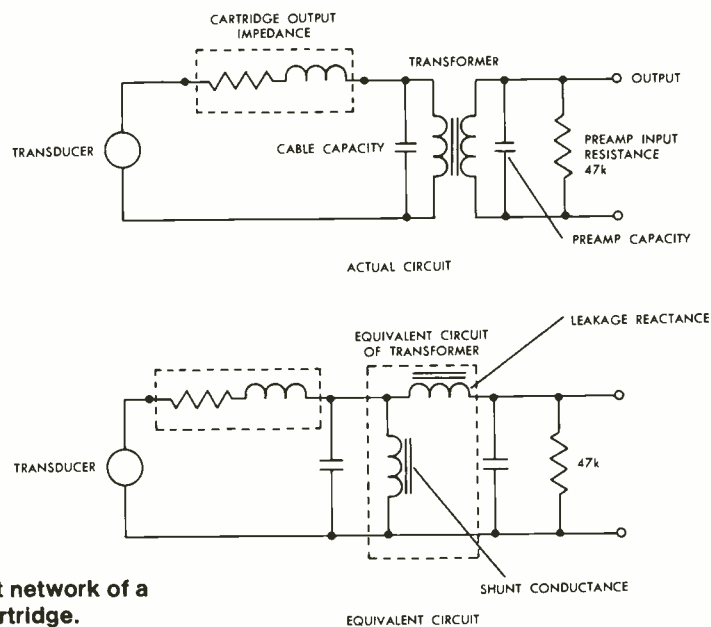 CARTRIDGE OUTPUT
IMPEDANCE
TRANSFORMER
OUTPUT
TRANSDUCER
CABLE CAPACITY
PREAMP INPUT
RESISTANCE
47k
PREAMP CAPACITY
ACTUAL CIRCUIT
LEAKAGE REACTANCE
EQUIVALENT CIRCUIT
OF TRANSFORMER
TRANSDUCER
47k
SHUNT CONDUCTANCE
t network of a
rtridge.
EQUIVALENT CIRCUIT